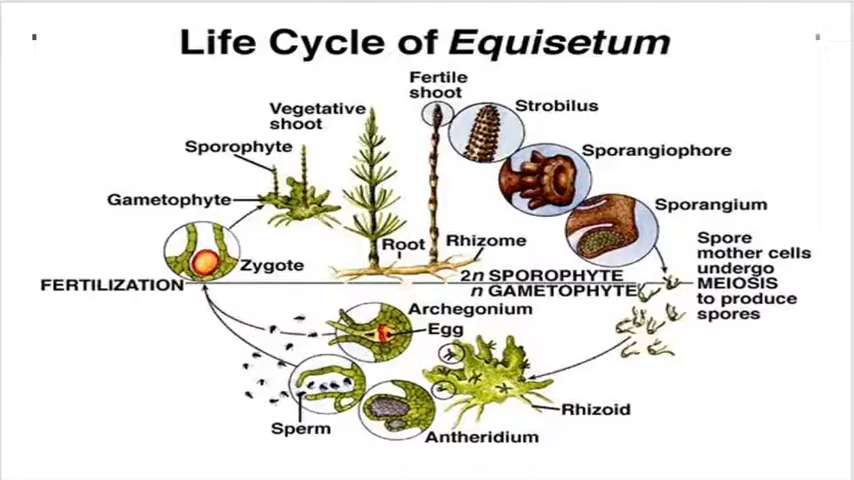 Life Cycle of Equisetum
Fertile
shoot
Strobilus
Vegetative
shoot
Sporophyte
Sporangiophore
Gametophyte
Sporangium
Root
Rhizome
Zygote
Spore
mother cells
undergo
MEIOSIS
to produce
spores
2n SPOROPHYTE
n GAMETOPHYTE
FERTILIZATION
Archegonium
Egg
Sperm
Antheridium
Rhizoid